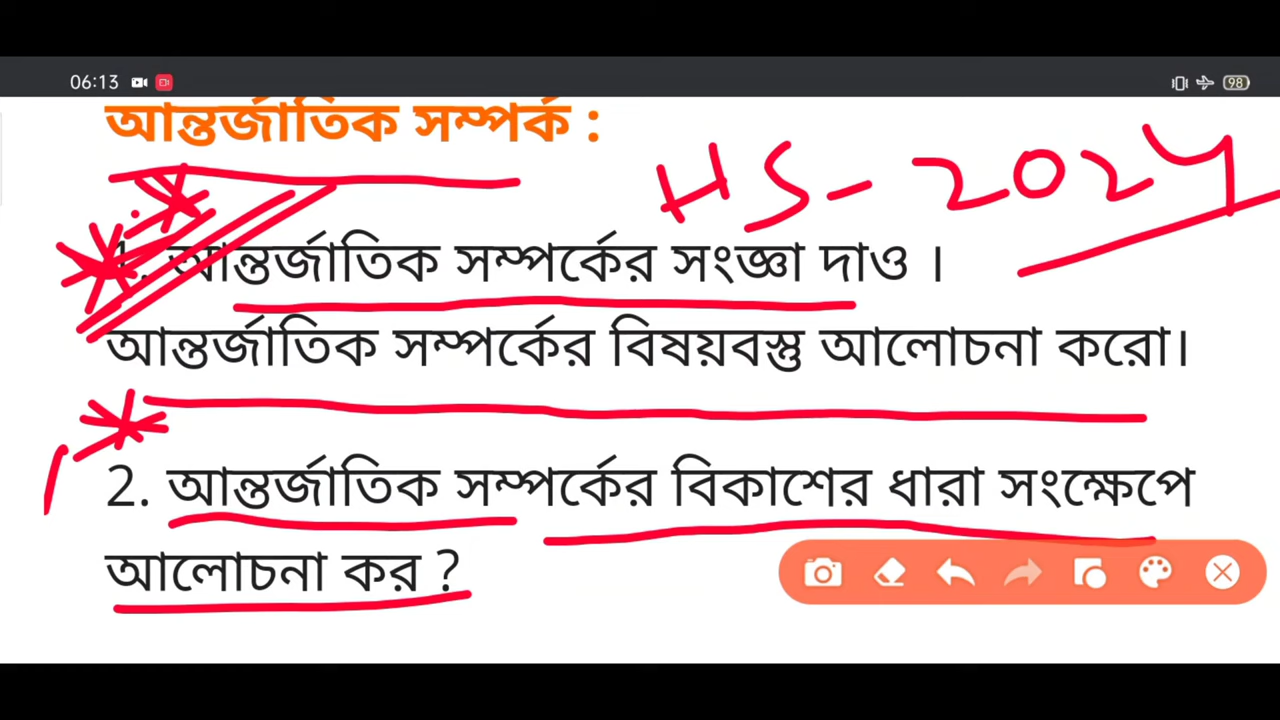 06:13
98
আন্তর্জাতিক সম্পর্ক :
HS - 2024
1. আন্তর্জাতিক সম্পর্কের সংজ্ঞা দাও ।
আন্তর্জাতিক সম্পর্কের বিষয়বস্তু আলোচনা করো।
2. আন্তর্জাতিক সম্পর্কের বিকাশের ধারা সংক্ষেপে
আলোচনা কর ?